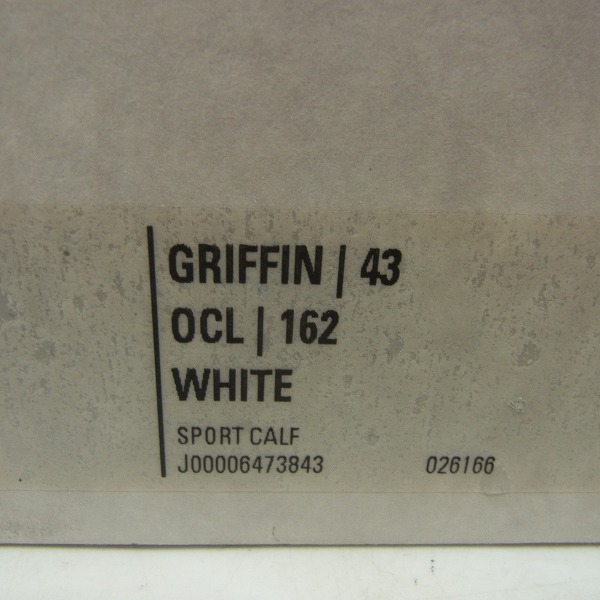 GRIFFIN | 43
OCL | 162
WHITE
SPORT CALF
J00006473843 026166